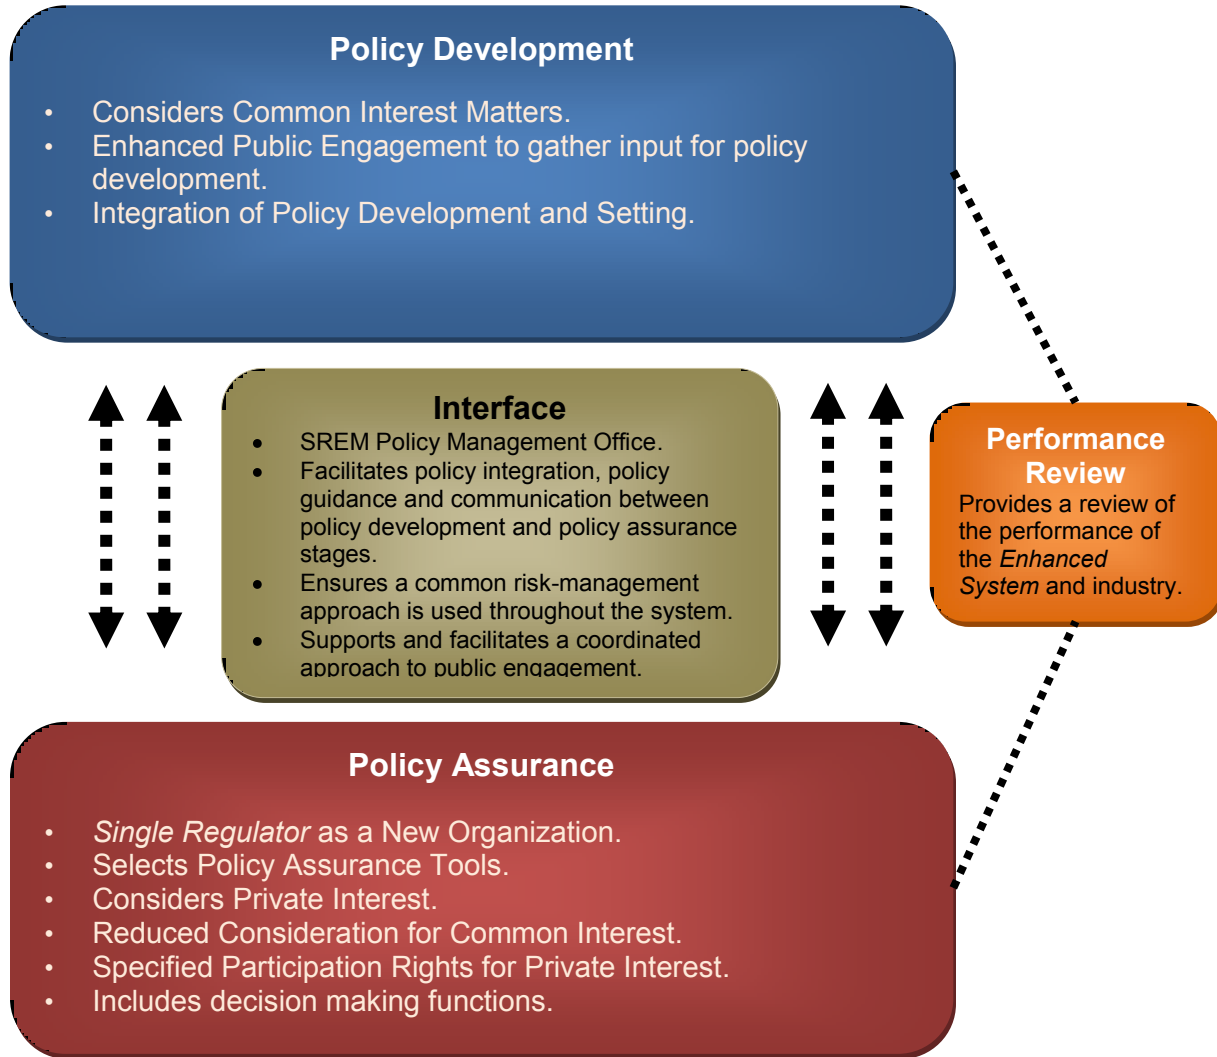 Policy Development
• Considers Common Interest Matters.
• Enhanced Public Engagement to gather input for policy
development.
• Integration of Policy Development and Setting.
Interface
• SREM Policy Management Office.
• Facilitates policy integration, policy
guidance and communication between
policy development and policy assurance
stages.
• Ensures a common risk-management
approach is used throughout the system.
• Supports and facilitates a coordinated
approach to public engagement.
Performance
Review
Provides a review of
the performance of
the Enhanced
System and industry.
Policy Assurance
• Single Regulator as a New Organization.
• Selects Policy Assurance Tools.
• Considers Private Interest.
• Reduced Consideration for Common Interest.
• Specified Participation Rights for Private Interest.
• Includes decision making functions.